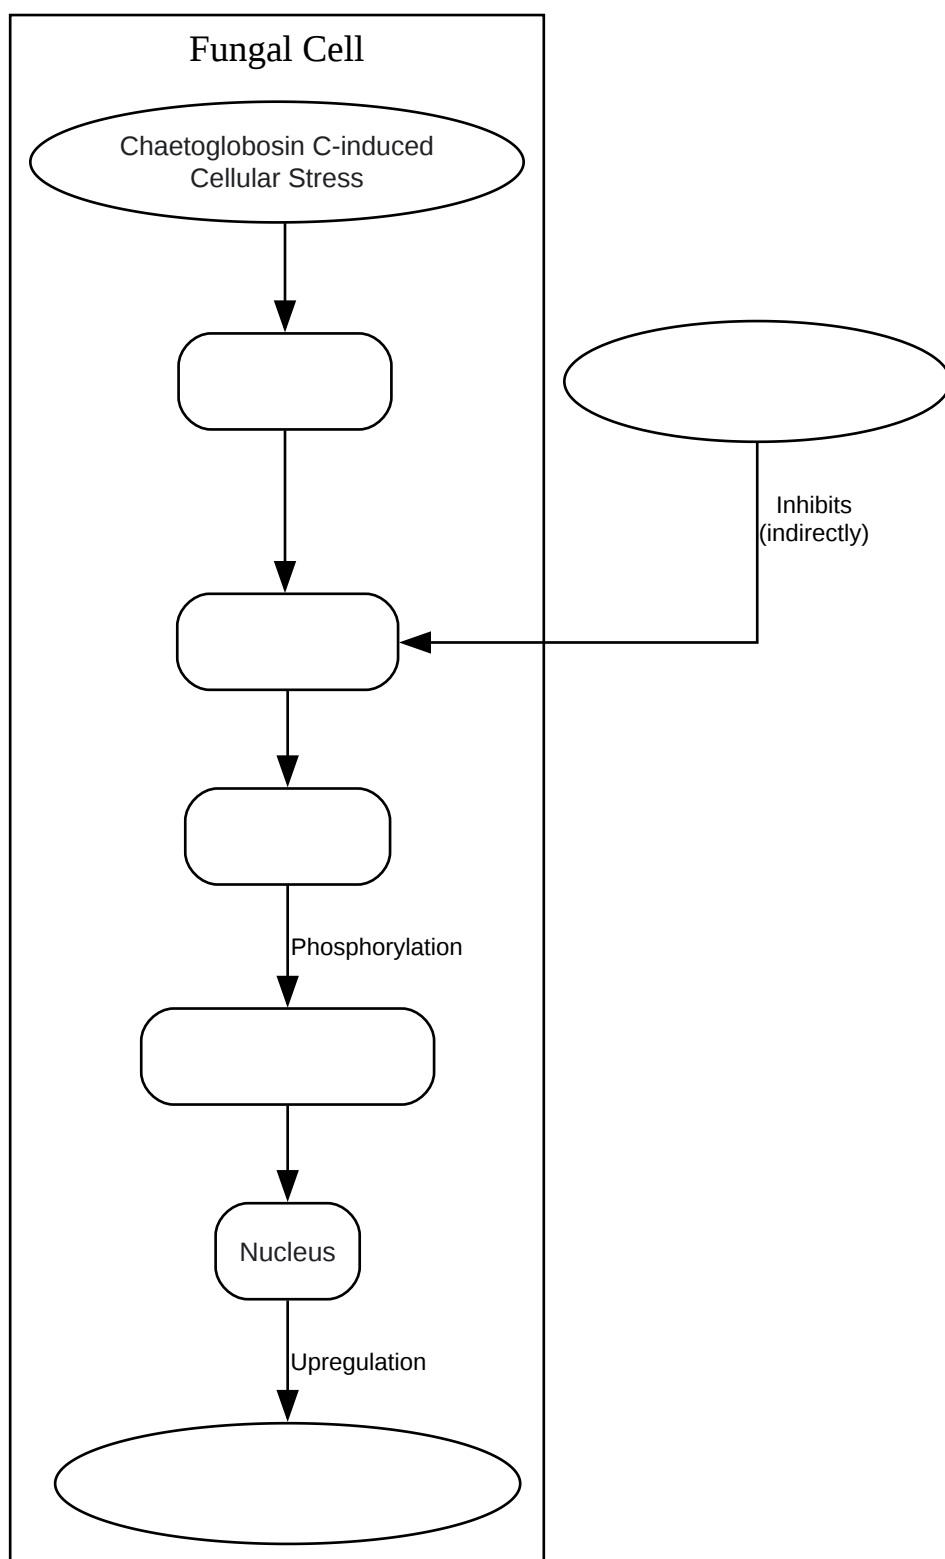 Fungal Cell
Chaetoglobosin C-induced
Cellular Stress
Inhibits
(indirectly)
Phosphorylation
Nucleus
Upregulation